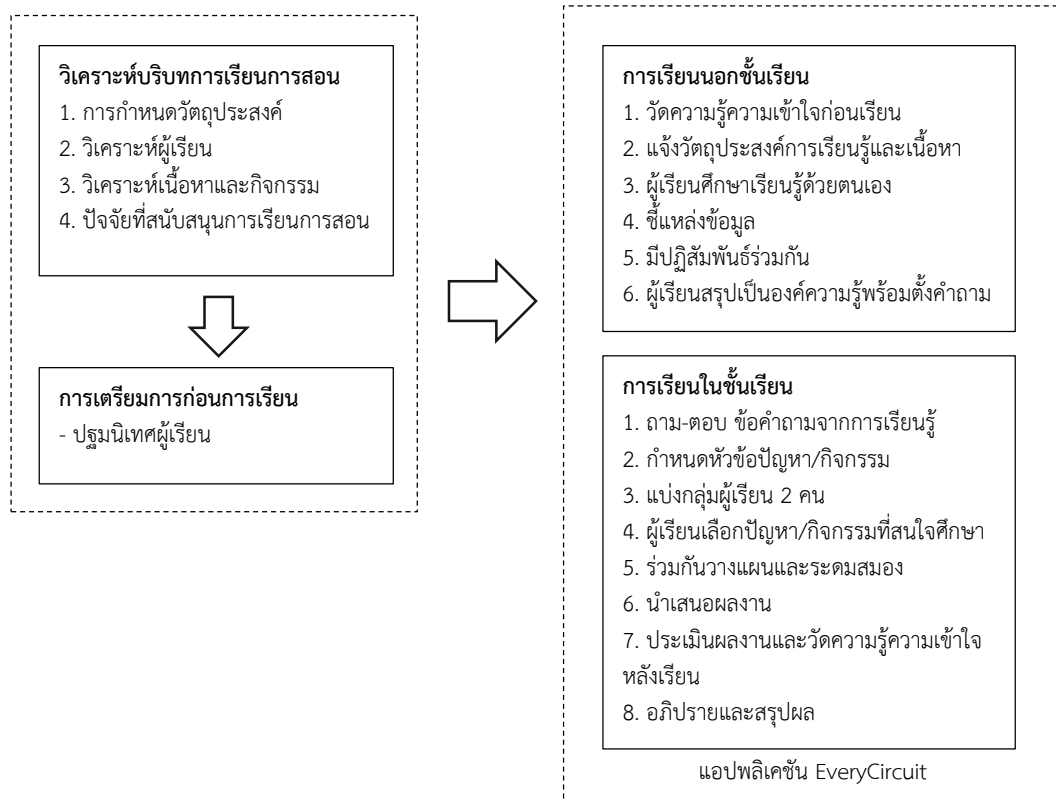 วิเคราะห์บริบทการเรียนการสอน
1. การกำหนดวัตถุประสงค์
2. วิเคราะห์ผู้เรียน
3. วิเคราะห์เนื้อหาและกิจกรรม
4. ปัจจัยที่สนับสนุนการเรียนการสอน
การเตรียมการก่อนการเรียน
- ปฐมนิเทศผู้เรียน
การเรียนนอกชั้นเรียน
1. วัดความรู้ความเข้าใจก่อนเรียน
2. แจ้งวัตถุประสงค์การเรียนรู้และเนื้อหา
3. ผู้เรียนศึกษาเรียนรู้ด้วยตนเอง
4. ชี้แหล่งข้อมูล
5. มีปฏิสัมพันธ์ร่วมกัน
6. ผู้เรียนสรุปเป็นองค์ความรู้พร้อมตั้งคำถาม
การเรียนในชั้นเรียน
1. ถาม-ตอบ ข้อคำถามจากการเรียนรู้
2. กำหนดหัวข้อปัญหา/กิจกรรม
3. แบ่งกลุ่มผู้เรียน 2 คน
4. ผู้เรียนเลือกปัญหา/กิจกรรมที่สนใจศึกษา
5. ร่วมกันวางแผนและระดมสมอง
6. นำเสนอผลงาน
7. ประเมินผลงานและวัดความรู้ความเข้าใจ
หลังเรียน
8. อภิปรายและสรุปผล
แอปพลิเคชัน EveryCircuit